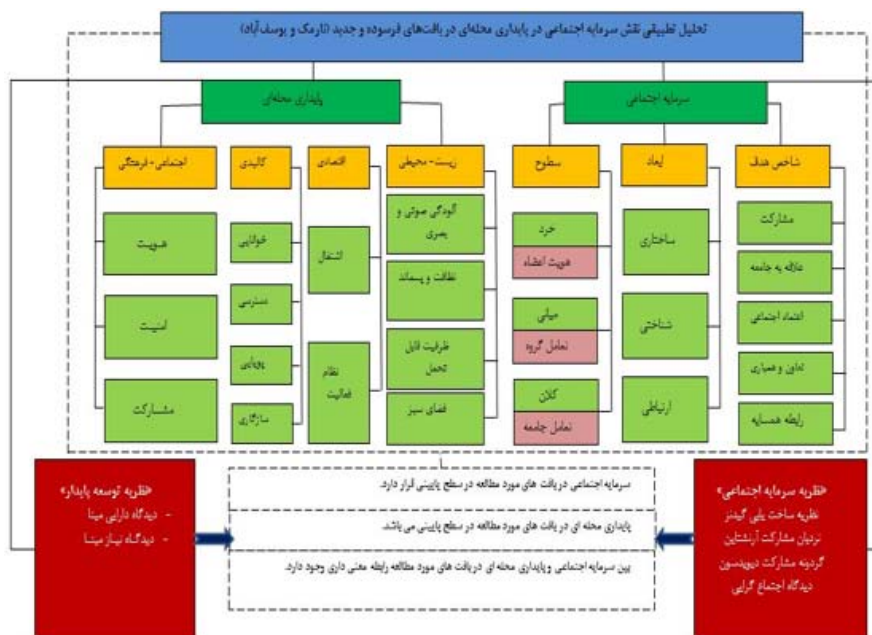 تحلیل تطبیقی نقش سرمایه اجتماعی در پایداری محله‌ای در بافت‌های فرسوده و جدید (نارمک و یوسف‌آباد)
سرمایه اجتماعی
پایداری محله‌ای
شاخص هدف
ابعاد
سطوح
زیست- محیطی
اقتصادی
کالبدی
اجتماعی- فرهنگی
مشارکت
علاقه به جامعه
اعتماد اجتماعی
تعاون و همیاری
رابطه همسایه
ساختاری
شناختی
ارتباطی
خرد
هویت اعضاء
میانی
تعامل گروه
کلان
تعامل جامعه
آلودگی صوتی و
بصری
نظافت و پسماند
ظرفیت قابل
تحمل
فضای سبز
اشتغال
نظام
فعالیت
خوانایی
دسترسی
پویایی
سازگاری
هویت
امنیت
مشارکت
«نظریه سرمایه اجتماعی»
نظریه ساخت یابی گیدنز
نردبان مشارکت آرنشتاین
گردونه مشارکت دیویدسون
دیدگاه اجتماع گرایی
سرمایه اجتماعی در بافت های مورد مطالعه در سطح پایینی قرار دارد.
پایداری محله ای در بافت های مورد مطالعه در سطح پایینی می باشد.
بین سرمایه اجتماعی و پایداری محله ای در بافت های مورد مطالعه رابطه معنی داری وجود دارد.
«نظریه توسعه پایدار»
- دیدگاه دارایی مبنا
- دیدگاه نیاز مبنا